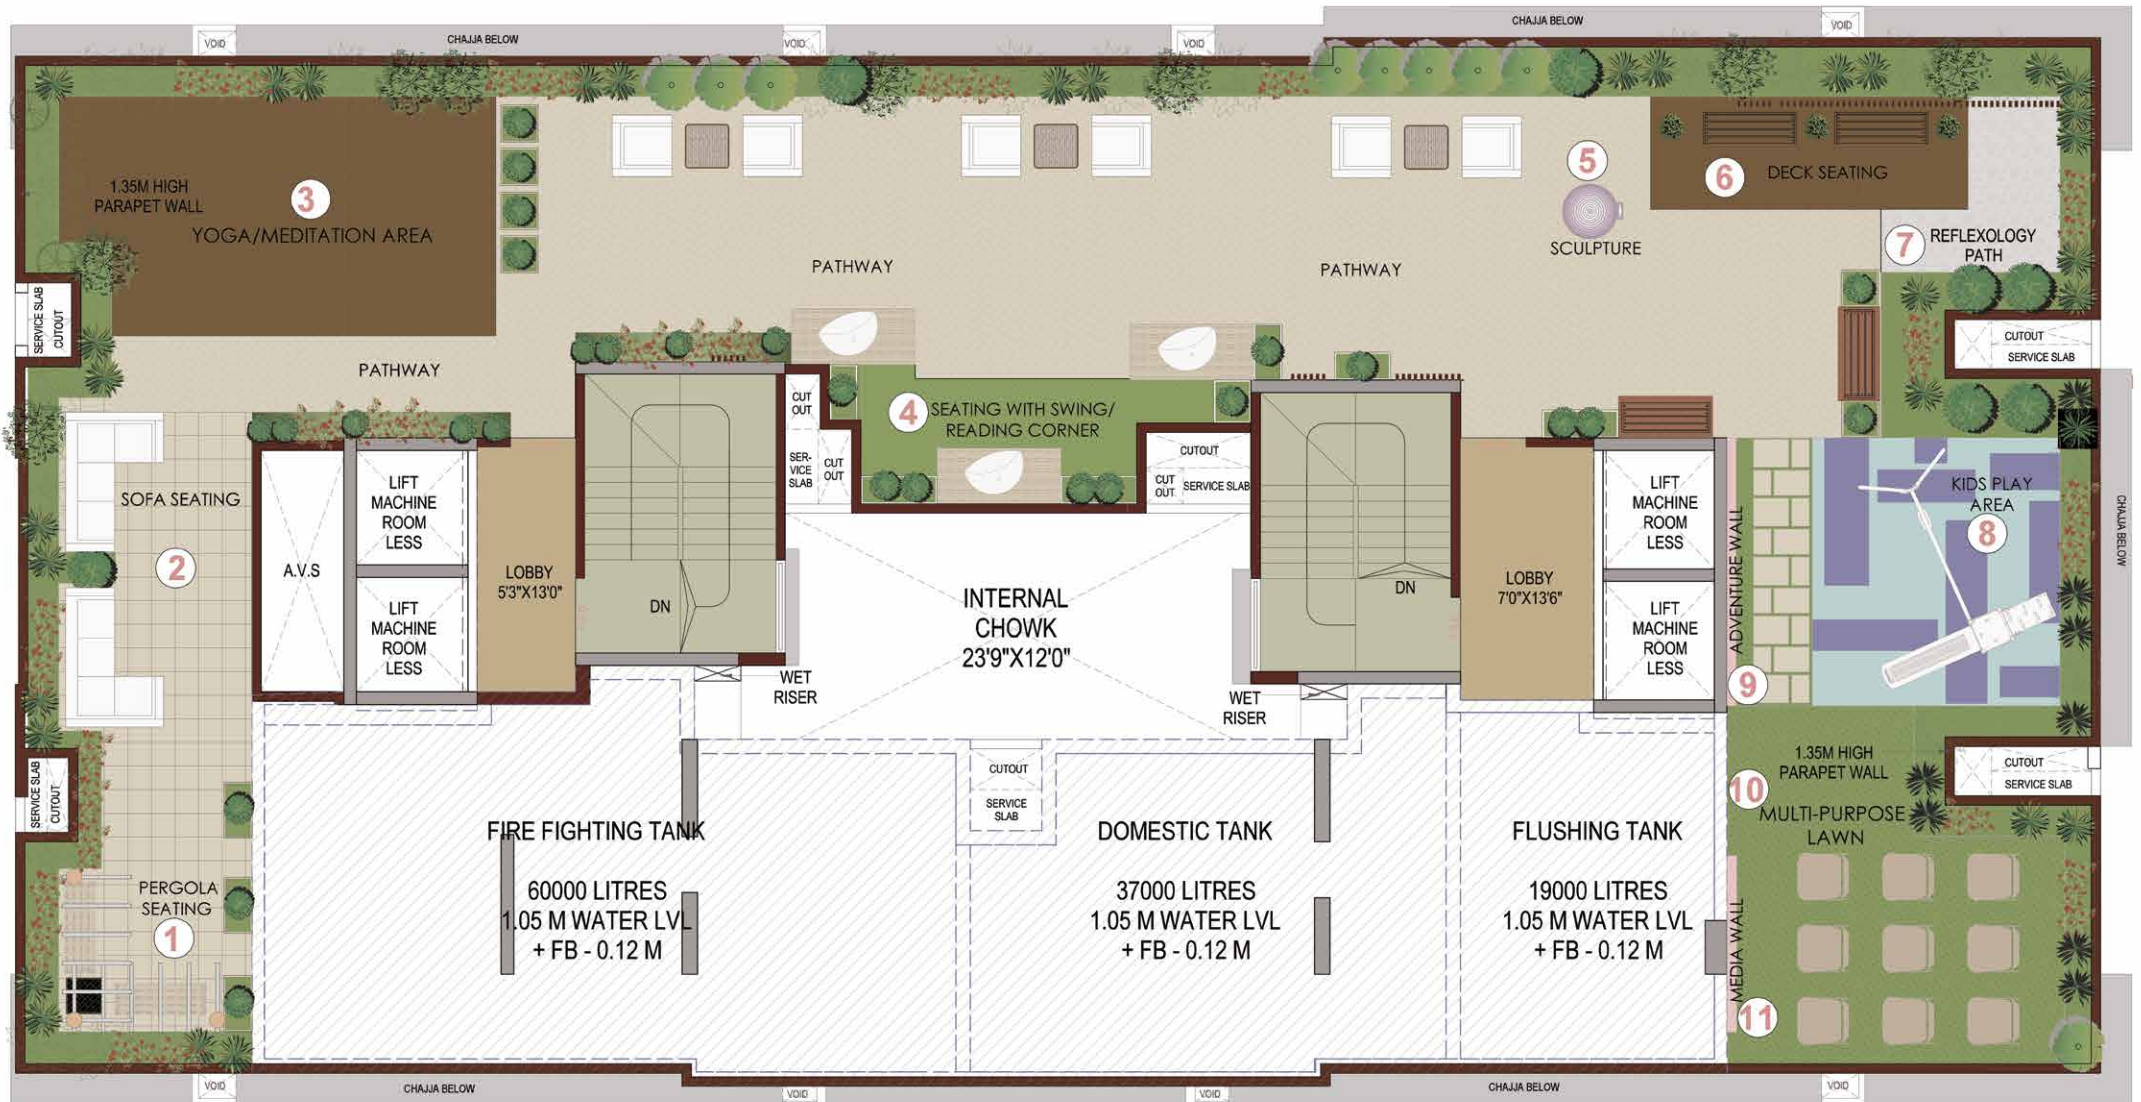 CHAJJA BELOW
VOID
CHAJJA BELOW
VOID
VOID
VOID
1.35M HIGH
PARAPET WALL
3
YOGA/MEDITATION AREA
5
SCULPTURE
6
DECK SEATING
7
REFLEXOLOGY
PATH
PATHWAY
PATHWAY
SERVICE SLAB
CUTOUT
CUTOUT
SERVICE SLAB
PATHWAY
4
SEATING WITH SWING/
READING CORNER
CUT
OUT
SER-
VICE
SLAB
CUT
OUT
CUTOUT
CUT
OUT
SERVICE SLAB
SOFA SEATING
2
A.V.S
LIFT
MACHINE
ROOM
LESS
LIFT
MACHINE
ROOM
LESS
LOBBY
5'3"X13'0"
DN
INTERNAL
CHOWK
23'9"X12'0"
DN
LOBBY
7'0"X13'6"
LIFT
MACHINE
ROOM
LESS
LIFT
MACHINE
ROOM
LESS
ADVENTURE WALL
9
KIDS PLAY
AREA
8
CHAJJA BELOW
WET
RISER
WET
RISER
SERVICE SLAB
CUTOUT
CUTOUT
SERVICE
SLAB
1.35M HIGH
PARAPET WALL
10
MULTI-PURPOSE
LAWN
CUTOUT
SERVICE SLAB
PERGOLA
SEATING
1
FIRE FIGHTING TANK
60000 LITRES
1.05 M WATER LVL
+ FB - 0.12 M
DOMESTIC TANK
37000 LITRES
1.05 M WATER LVL
+ FB - 0.12 M
FLUSHING TANK
19000 LITRES
1.05 M WATER LVL
+ FB - 0.12 M
MEDIA WALL
11
VOID
CHAJJA BELOW
VOID
VOID
CHAJJA BELOW
VOID